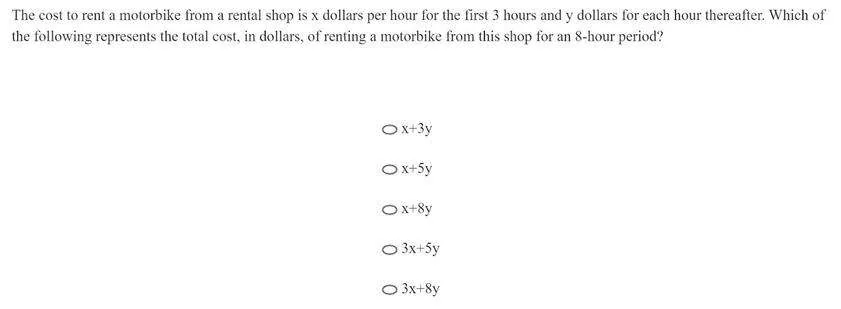 The cost to rent a motorbike from a rental shop is x dollars per hour for the first 3 hours and y dollars for each hour thereafter. Which of
the following represents the total cost, in dollars, of renting a motorbike from this shop for an 8-hour period?
x+3y
x+5y
x+8y
3x+5y
3x+8y